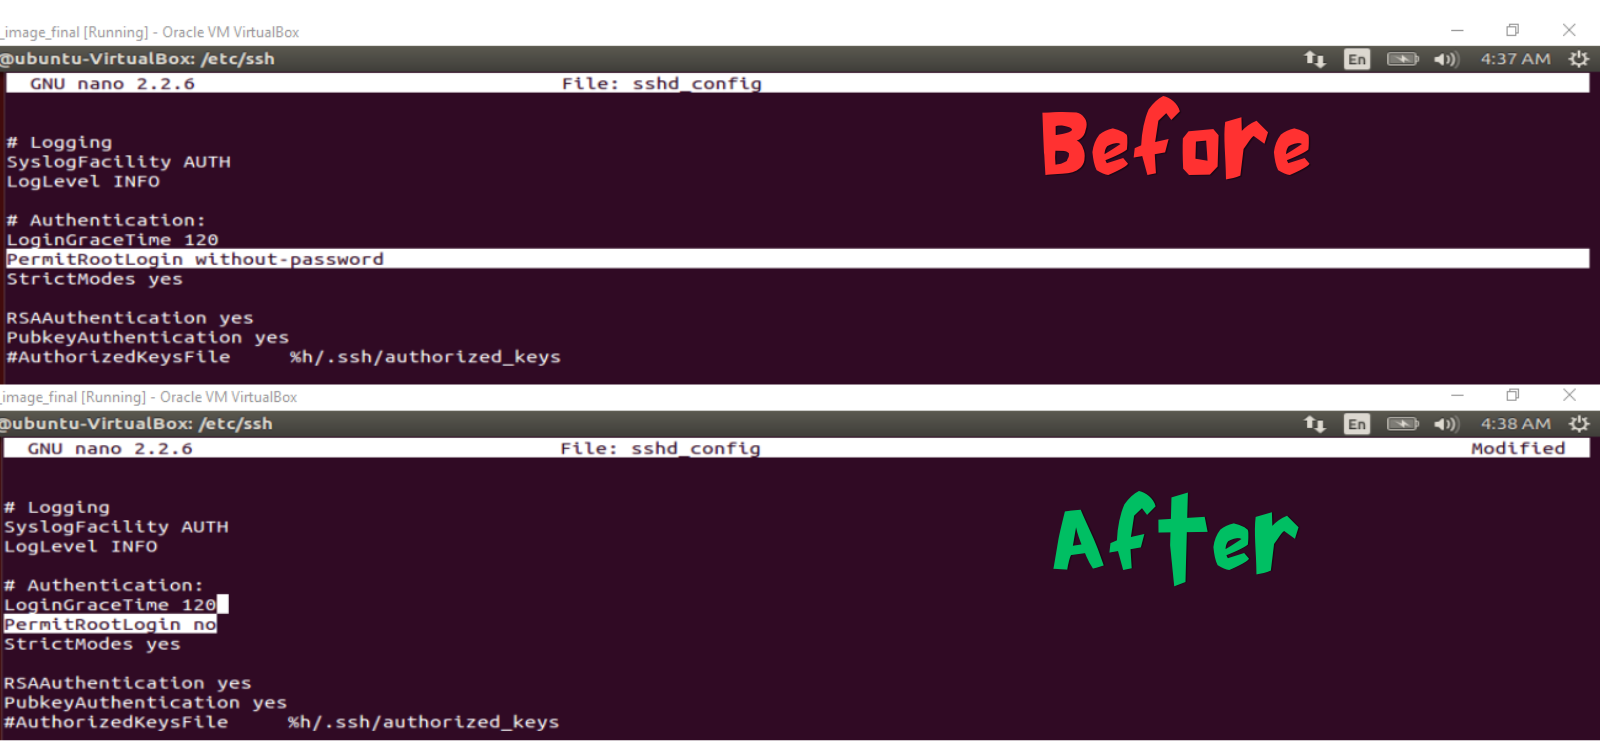 _image_final [Running] - Oracle VM VirtualBox
@ubuntu-VirtualBox: /etc/ssh En 4:37 AM
GNU nano 2.2.6 File: sshd_config
Before
# Logging
SyslogFacility AUTH
LogLevel INFO
# Authentication:
LoginGraceTime 120
PermitRootLogin without-password
StrictModes yes
RSAAuthentication yes
PubkeyAuthentication yes
#AuthorizedKeysFile %h/.ssh/authorized_keys
_image_final [Running] - Oracle VM VirtualBox
@ubuntu-VirtualBox: /etc/ssh En 4:38 AM
GNU nano 2.2.6 File: sshd_config Modified
After
# Logging
SyslogFacility AUTH
LogLevel INFO
# Authentication:
LoginGraceTime 120
PermitRootLogin no
StrictModes yes
RSAAuthentication yes
PubkeyAuthentication yes
#AuthorizedKeysFile %h/.ssh/authorized_keys